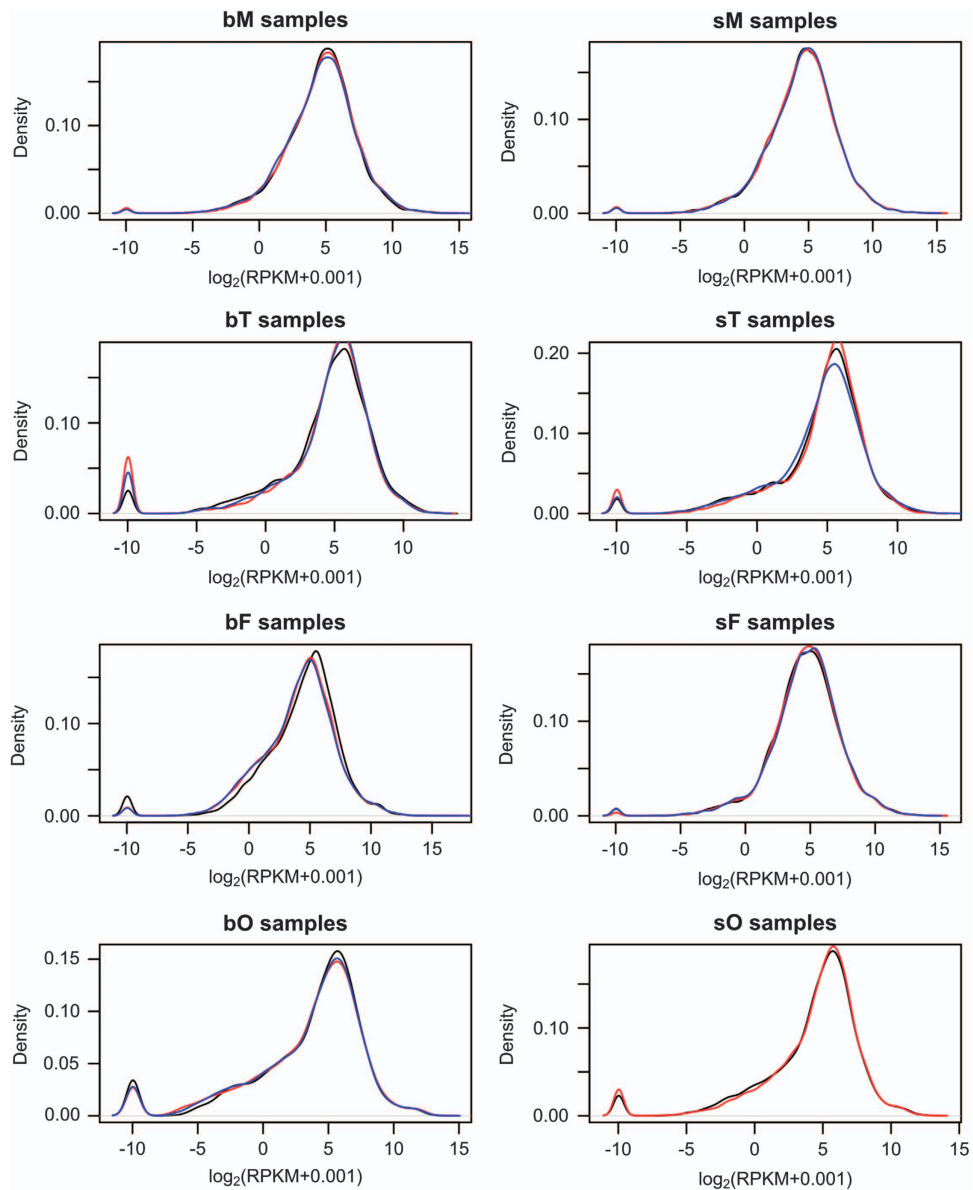 bM samples
sM samples
Density
0.10
0.00
-10 -5 0 5 10 15
log2(RPKM+0.001)
Density
0.10
0.00
-10 -5 0 5 10 15
log2(RPKM+0.001)
bT samples
sT samples
Density
0.10
0.00
-10 -5 0 5 10
log2(RPKM+0.001)
Density
0.20
0.10
0.00
-10 -5 0 5 10
log2(RPKM+0.001)
bF samples
sF samples
Density
0.10
0.00
-10 -5 0 5 10 15
log2(RPKM+0.001)
Density
0.10
0.00
-10 -5 0 5 10 15
log2(RPKM+0.001)
bO samples
sO samples
Density
0.15
0.10
0.05
0.00
-10 -5 0 5 10 15
log2(RPKM+0.001)
Density
0.10
0.00
-10 -5 0 5 10 15
log2(RPKM+0.001)